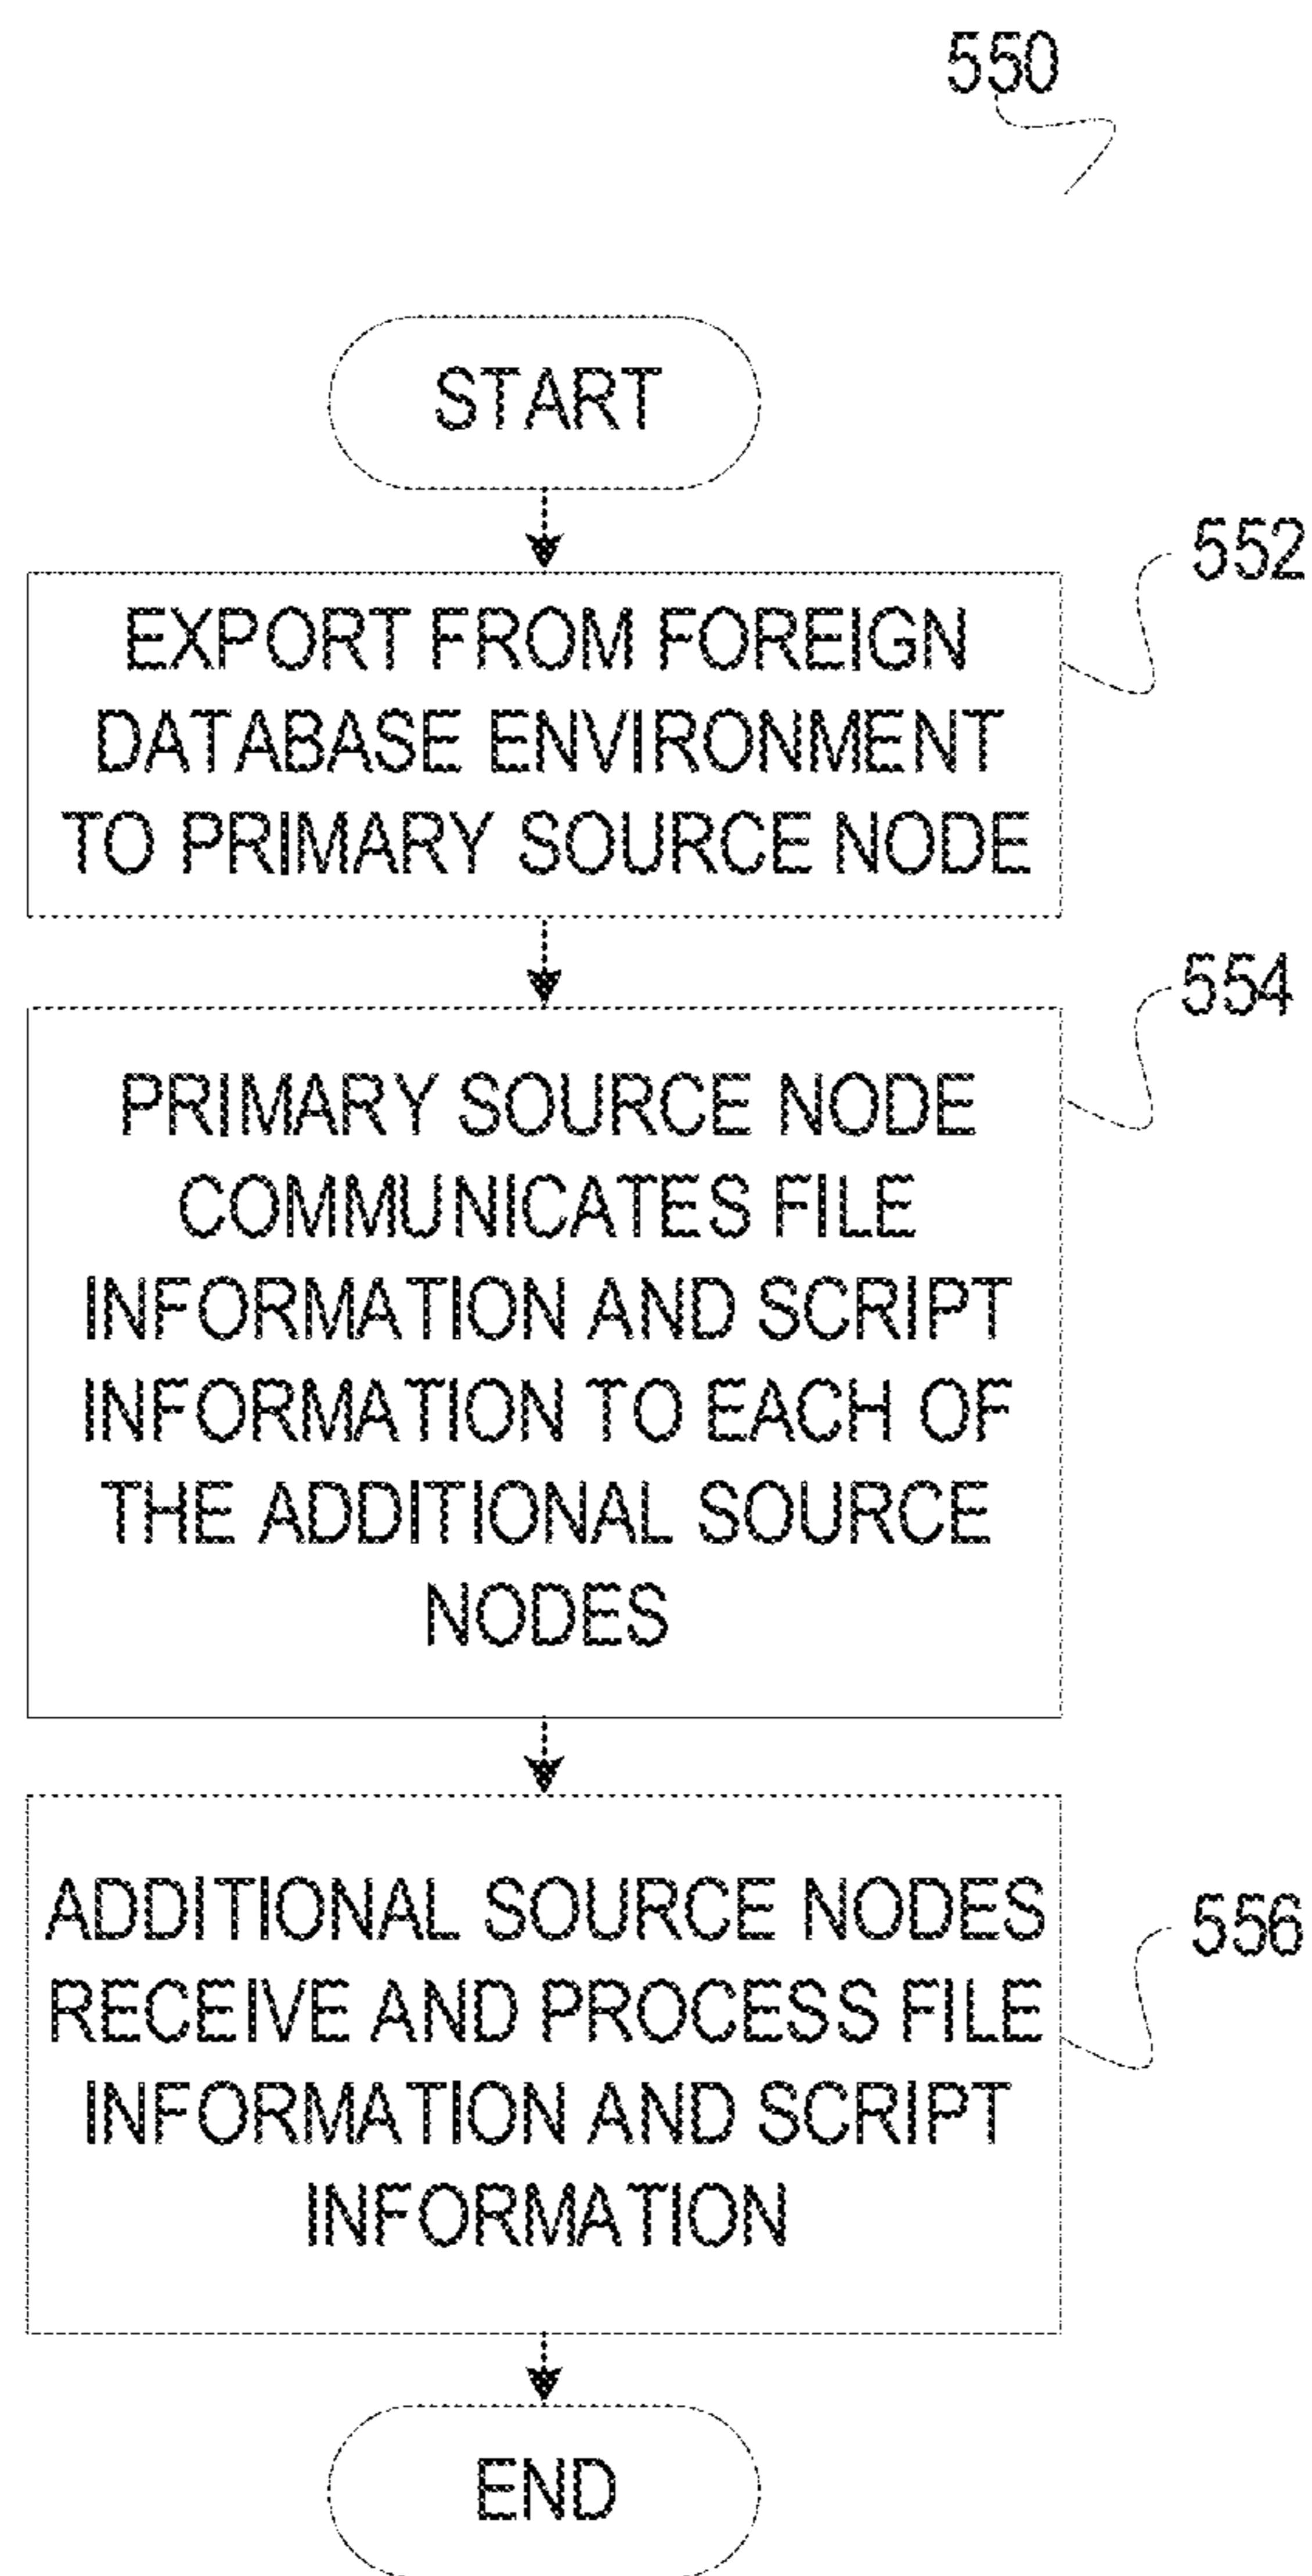 550
START
552
EXPORT FROM FOREIGN
DATABASE ENVIRONMENT
TO PRIMARY SOURCE NODE
554
PRIMARY SOURCE NODE
COMMUNICATES FILE
INFORMATION AND SCRIPT
INFORMATION TO EACH OF
THE ADDITIONAL SOURCE
NODES
556
ADDITIONAL SOURCE NODES
RECEIVE AND PROCESS FILE
INFORMATION AND SCRIPT
INFORMATION
END